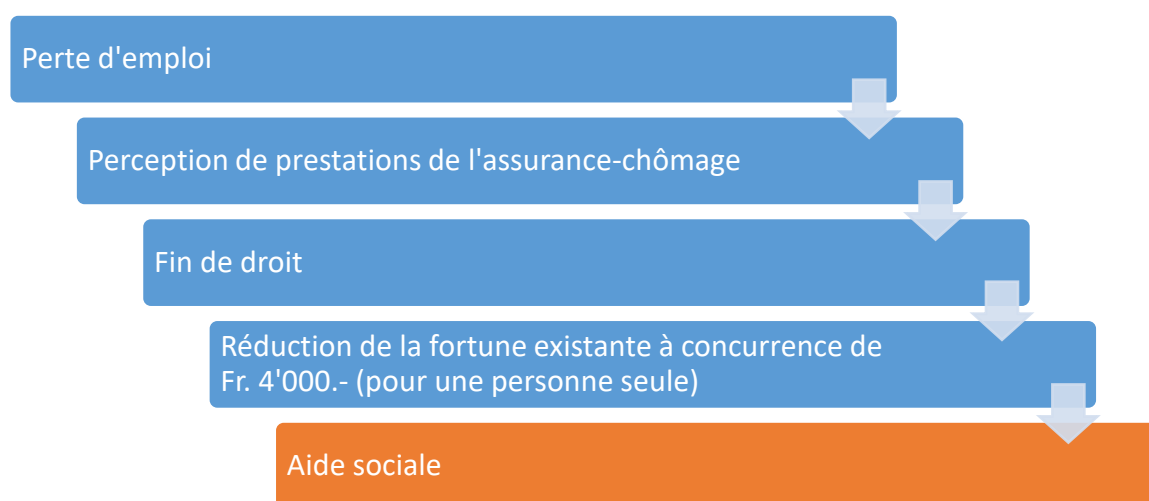 Perte d'emploi
Perception de prestations de l'assurance-chômage
Fin de droit
Réduction de la fortune existante à concurrence de
Fr. 4'000.- (pour une personne seule)
Aide sociale